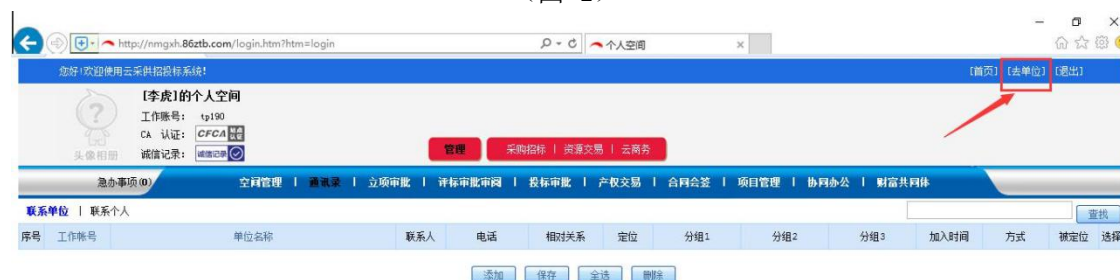 （图 2）
http://nmgxh.86ztb.com/login.htm?htm=login 个人空间
您好!欢迎使用云采供招投标系统! [首页] [去单位] [退出]
【李虎】的个人空间
工作账号： tp190
CA 认证： CFCA
诚信记录： 诚信记录
头像相册
管理 采购招标 | 资源交易 | 云商务
急办事项(0) 空间管理 | 通讯录 | 立项审批 | 评标审批审阅 | 投标审批 | 产权交易 | 合同会签 | 项目管理 | 协同办公 | 财富共同体
联系单位 | 联系个人 查找
序号 工作帐号 单位名称 联系人 电话 相对关系 定位 分组1 分组2 分组3 加入时间 方式 被定位 选择
添加 保存 全选 删除